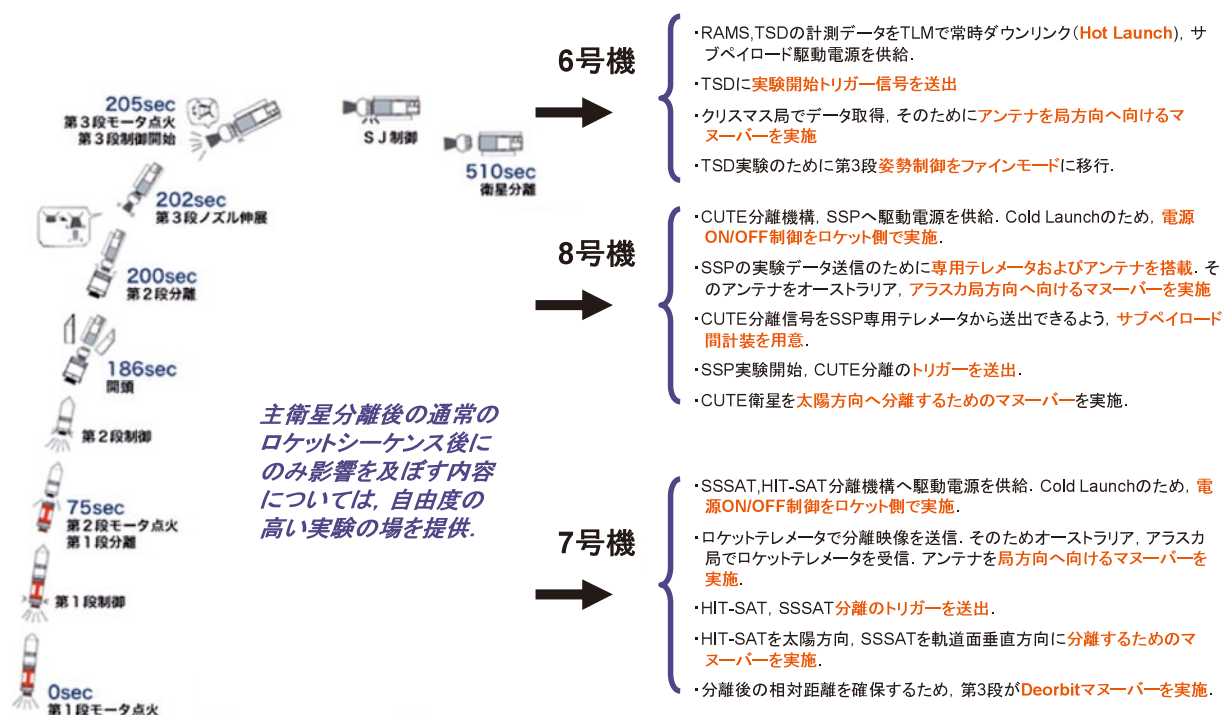 205sec
第3段モータ点火
第3段制御開始
SJ制御
510sec
衛星分離
202sec
第3段ノズル伸展
200sec
第2段分離
186sec
開頭
第2段制御
75sec
第2段モータ点火
第1段分離
第1段制御
0sec
第1段モータ点火
主衛星分離後の通常の
ロケットシーケンス後に
のみ影響を及ぼす内容
については, 自由度の
高い実験の場を提供.
6号機
・RAMS,TSDの計測データをTLMで常時ダウンリンク(Hot Launch), サ
ブペイロード駆動電源を供給.
・TSDに実験開始トリガー信号を送出
・クリスマス局でデータ取得, そのためにアンテナを局方向へ向けるマ
ヌーバーを実施
・TSD実験のために第3段姿勢制御をファインモードに移行.
8号機
・CUTE分離機構, SSPへ駆動電源を供給. Cold Launchのため, 電源
ON/OFF制御をロケット側で実施.
・SSPの実験データ送信のために専用テレメータおよびアンテナを搭載. そ
のアンテナをオーストラリア, アラスカ局方向へ向けるマヌーバーを実施
・CUTE分離信号をSSP専用テレメータから送出できるよう, サブペイロード
間計装を用意.
・SSP実験開始, CUTE分離のトリガーを送出.
・CUTE衛星を太陽方向へ分離するためのマヌーバーを実施.
7号機
・SSSAT,HIT-SAT分離機構へ駆動電源を供給. Cold Launchのため, 電
源ON/OFF制御をロケット側で実施.
・ロケットテレメータで分離映像を送信. そのためオーストラリア, アラスカ
局でロケットテレメータを受信. アンテナを局方向へ向けるマヌーバーを
実施.
・HIT-SAT, SSSAT分離のトリガーを送出.
・HIT-SATを太陽方向, SSSATを軌道面垂直方向に分離するためのマ
ヌーバーを実施.
・分離後の相対距離を確保するため, 第3段がDeorbitマヌーバーを実施.